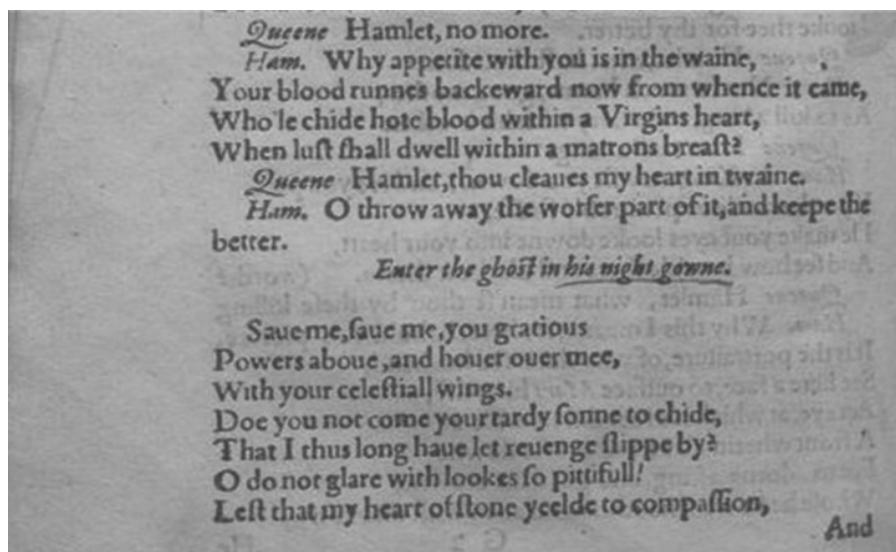 Queene Hamlet, no more.
Ham. Why appetite with you is in the waine,
Your blood runnes backeward now from whence it came,
Who'le chide hote blood within a Virgins heart,
When luſt ſhall dwell within a matrons breaſt?
Queene Hamlet, thou cleaues my heart in twaine.
Ham. O throw away the worſer part of it, and keepe the
better.
Enter the ghoſt in his night gowne.
Saue me, ſaue me, you gratious
Powers aboue, and houer ouer mee,
With your celeſtiall wings.
Doe you not come your tardy ſonne to chide,
That I thus long haue let reuenge ſlippe by?
O do not glare with lookes ſo pittifull!
Leſt that my heart of ſtone yeelde to compaſſion,
And